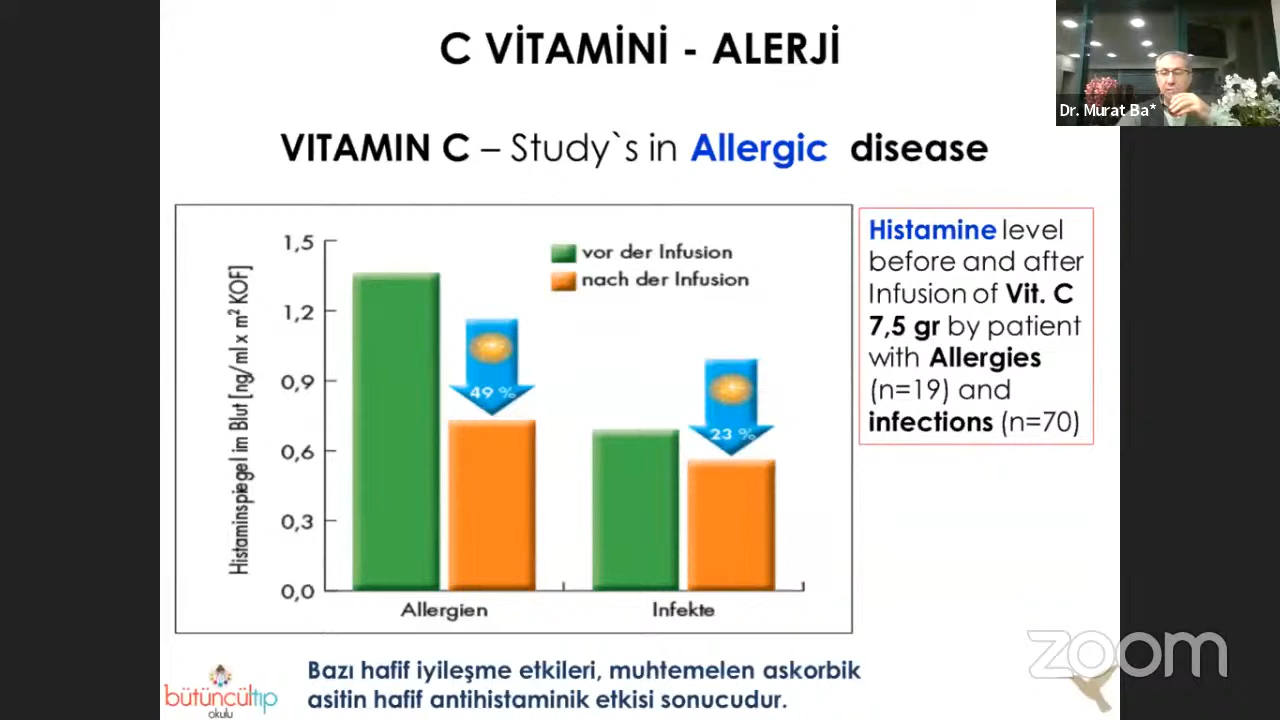 C VİTAMİNİ - ALERJİ
Dr. Murat Ba*
VITAMIN C – Study`s in Allergic disease
Histaminspiegel im Blut [ng/ml x m² KOF]
1,5
1,2
0,9
0,6
0,3
0,0
vor der Infusion
nach der Infusion
49 %
23 %
Allergien
Infekte
Histamine level
before and after
Infusion of Vit. C
7,5 gr by patient
with Allergies
(n=19) and
infections (n=70)
Bazı hafif iyileşme etkileri, muhtemelen askorbik
asitin hafif antihistaminik etkisi sonucudur.
bütüncültıp
okulu
zoom